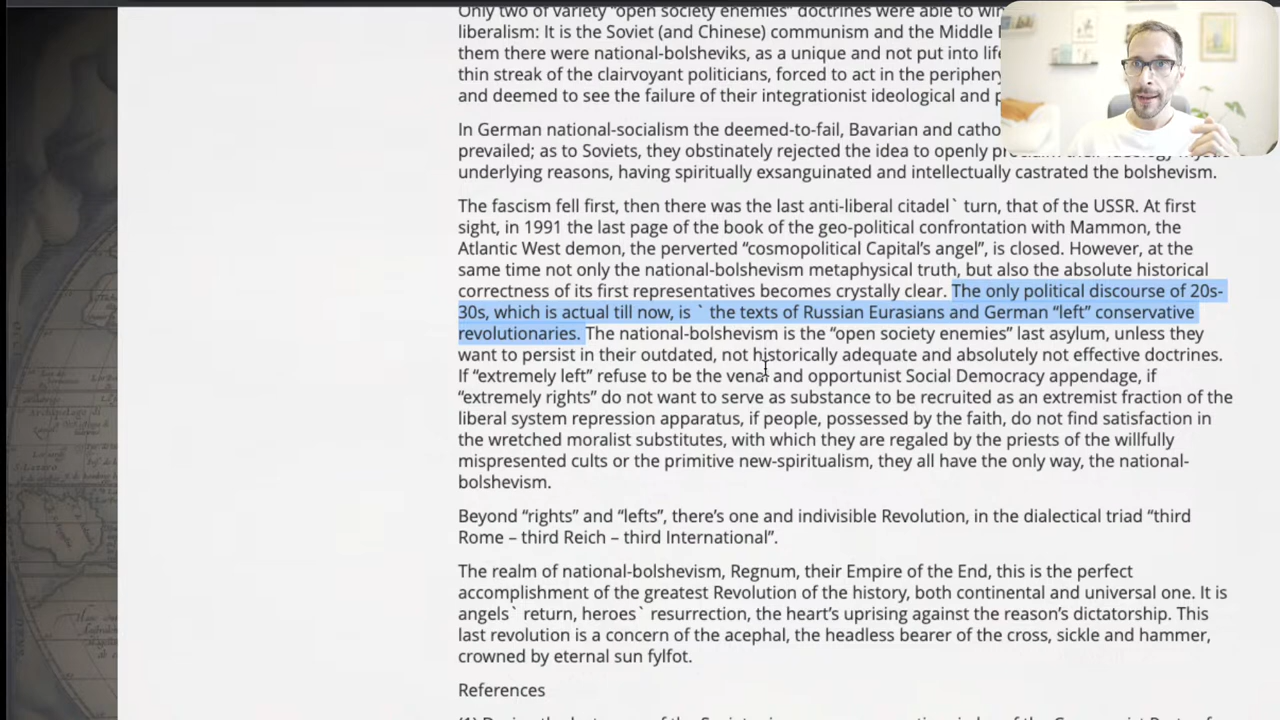 Only two of variety “open society enemies” doctrines were able to win
liberalism: It is the Soviet (and Chinese) communism and the Middle
them there were national-bolsheviks, as a unique and not put into
thin streak of the clairvoyant politicians, forced to act in the periphery
and deemed to see the failure of their integrationist ideological and
In German national-socialism the deemed-to-fail, Bavarian and
prevailed; as to Soviets, they obstinately rejected the idea to openly
underlying reasons, having spiritually exsanguinated and intellectually castrated the bolshevism.
The fascism fell first, then there was the last anti-liberal citadel` turn, that of the USSR. At first
sight, in 1991 the last page of the book of the geo-political confrontation with Mammon, the
Atlantic West demon, the perverted “cosmopolitical Capital’s angel”, is closed. However, at the
same time not only the national-bolshevism metaphysical truth, but also the absolute historical
correctness of its first representatives becomes crystally clear. The only political discourse of 20s-
30s, which is actual till now, is ` the texts of Russian Eurasians and German “left” conservative
revolutionaries. The national-bolshevism is the “open society enemies” last asylum, unless they
want to persist in their outdated, not historically adequate and absolutely not effective doctrines.
If “extremely left” refuse to be the venal and opportunist Social Democracy appendage, if
“extremely rights” do not want to serve as substance to be recruited as an extremist fraction of the
liberal system repression apparatus, if people, possessed by the faith, do not find satisfaction in
the wretched moralist substitutes, with which they are regaled by the priests of the willfully
mispresented cults or the primitive new-spiritualism, they all have the only way, the national-
bolshevism.
Beyond “rights” and “lefts”, there’s one and indivisible Revolution, in the dialectical triad “third
Rome – third Reich – third International”.
The realm of national-bolshevism, Regnum, their Empire of the End, this is the perfect
accomplishment of the greatest Revolution of the history, both continental and universal one. It is
angels` return, heroes` resurrection, the heart’s uprising against the reason’s dictatorship. This
last revolution is a concern of the acephal, the headless bearer of the cross, sickle and hammer,
crowned by eternal sun fylfot.
References